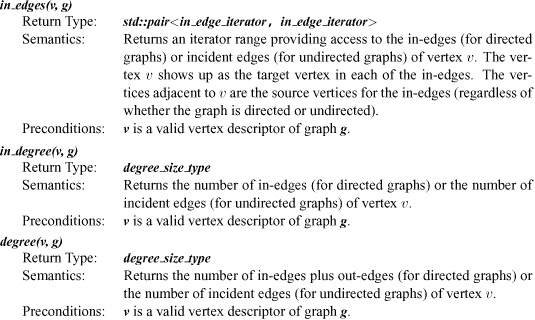 in_edges(v, g)
Return Type: std::pair<in_edge_iterator, in_edge_iterator>
Semantics: Returns an iterator range providing access to the in-edges (for directed
graphs) or incident edges (for undirected graphs) of vertex v. The ver-
tex v shows up as the target vertex in each of the in-edges. The ver-
tices adjacent to v are the source vertices for the in-edges (regardless of
whether the graph is directed or undirected).
Preconditions: v is a valid vertex descriptor of graph g.
in_degree(v, g)
Return Type: degree_size_type
Semantics: Returns the number of in-edges (for directed graphs) or the number of
incident edges (for undirected graphs) of vertex v.
Preconditions: v is a valid vertex descriptor of graph g.
degree(v, g)
Return Type: degree_size_type
Semantics: Returns the number of in-edges plus out-edges (for directed graphs) or
the number of incident edges (for undirected graphs) of vertex v.
Preconditions: v is a valid vertex descriptor of graph g.